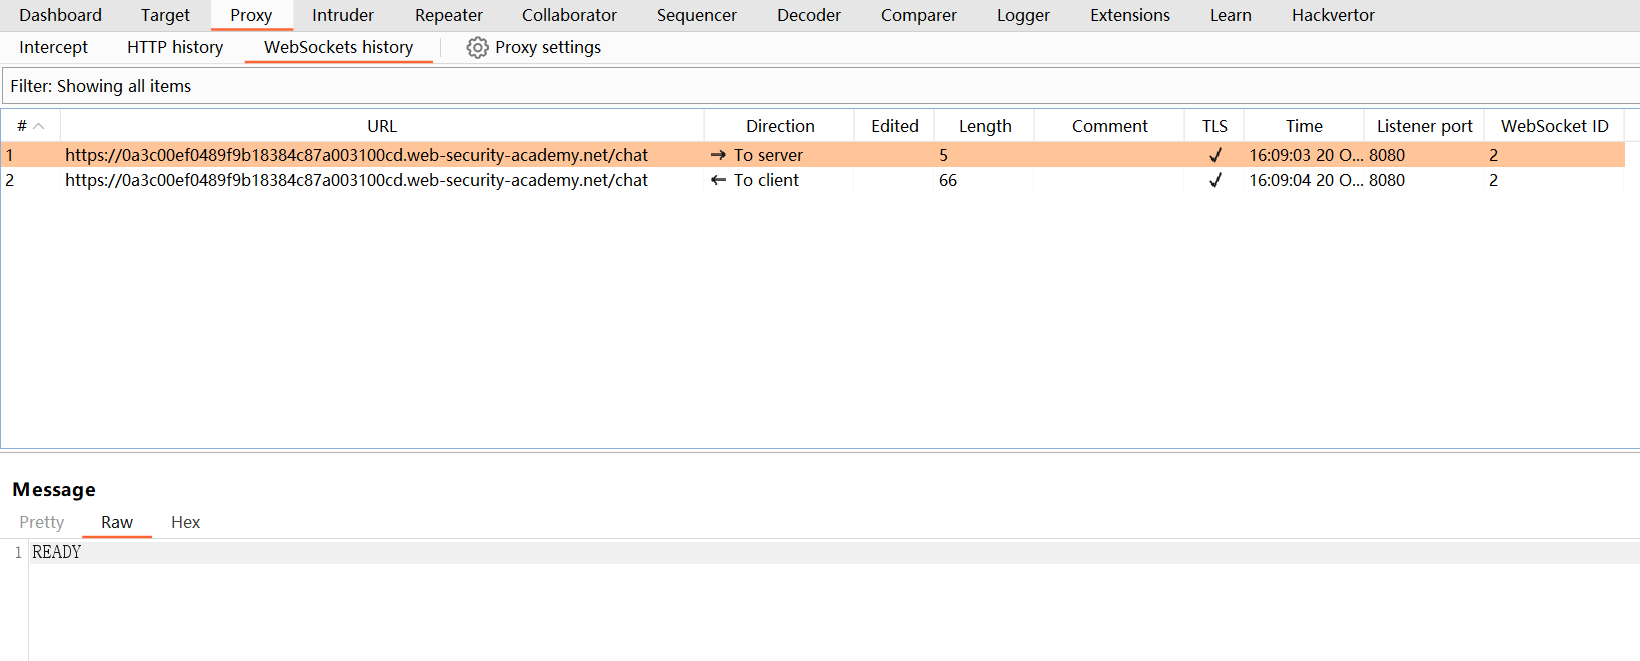 Dashboard Target Proxy Intruder Repeater Collaborator Sequencer Decoder Comparer Logger Extensions Learn Hackvertor
Intercept HTTP history WebSockets history Proxy settings
Filter: Showing all items
# URL Direction Edited Length Comment TLS Time Listener port WebSocket ID
1 https://0a3c00ef0489f9b18384c87a003100cd.web-security-academy.net/chat → To server 5 ✓ 16:09:03 20 O... 8080 2
2 https://0a3c00ef0489f9b18384c87a003100cd.web-security-academy.net/chat ← To client 66 ✓ 16:09:04 20 O... 8080 2
Message
Pretty Raw Hex
1 READY